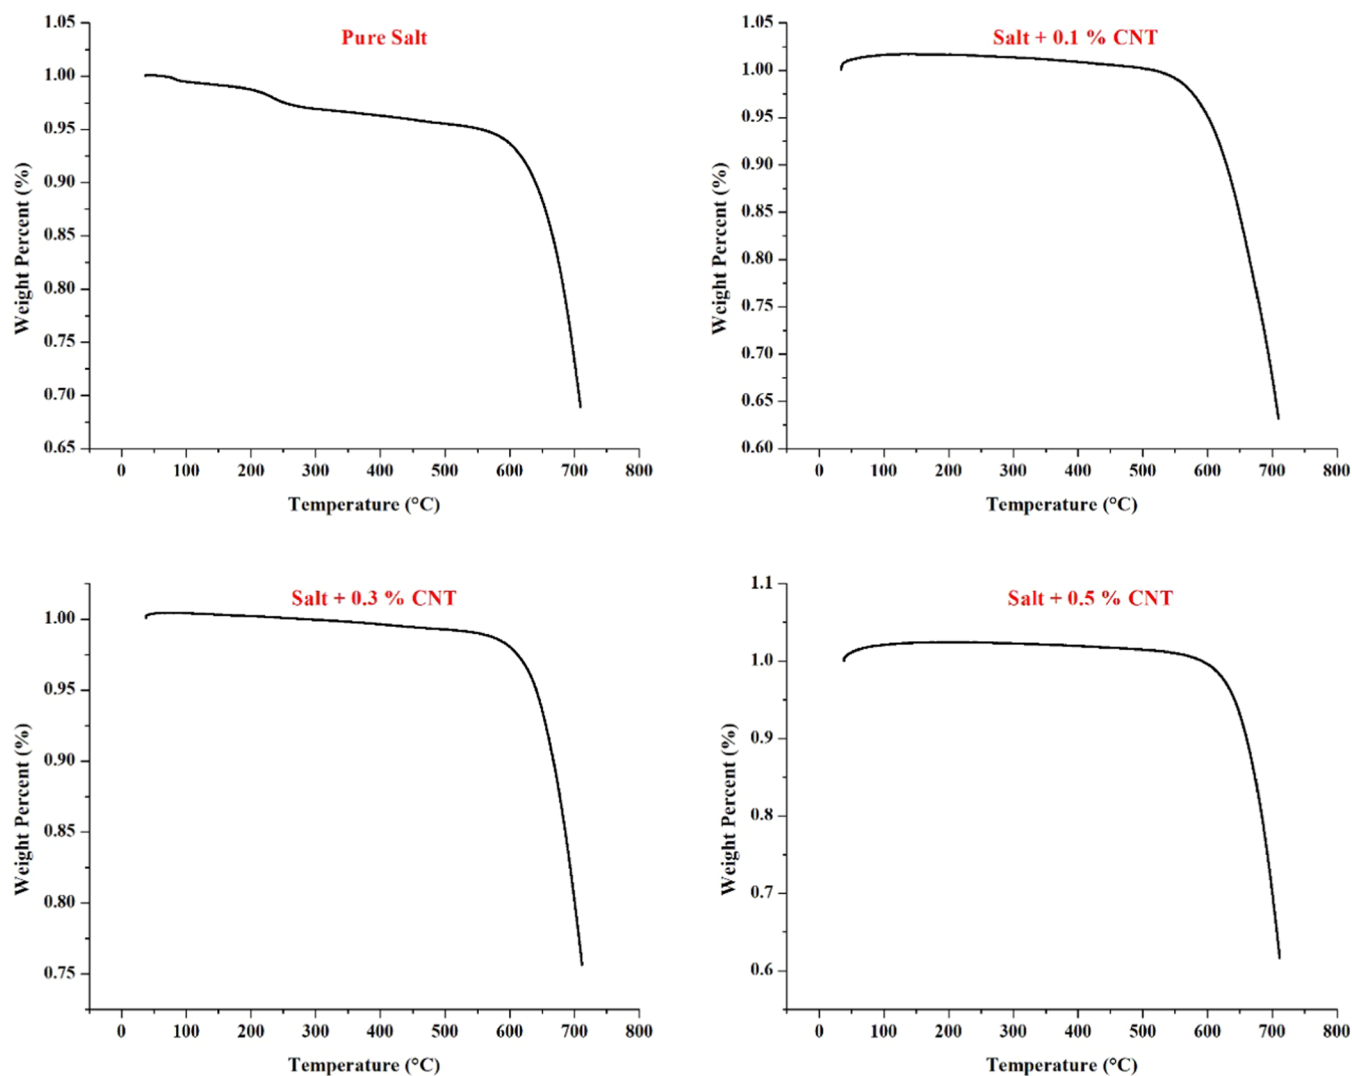 Pure Salt
Weight Percent (%)
1.05
1.00
0.95
0.90
0.85
0.80
0.75
0.70
0.65
0 100 200 300 400 500 600 700 800
Temperature (°C)
Salt + 0.1 % CNT
Weight Percent (%)
1.05
1.00
0.95
0.90
0.85
0.80
0.75
0.70
0.65
0.60
0 100 200 300 400 500 600 700 800
Temperature (°C)
Salt + 0.3 % CNT
Weight Percent (%)
1.00
0.95
0.90
0.85
0.80
0.75
0 100 200 300 400 500 600 700 800
Temperature (°C)
Salt + 0.5 % CNT
Weight Percent (%)
1.1
1.0
0.9
0.8
0.7
0.6
0 100 200 300 400 500 600 700 800
Temperature (°C)